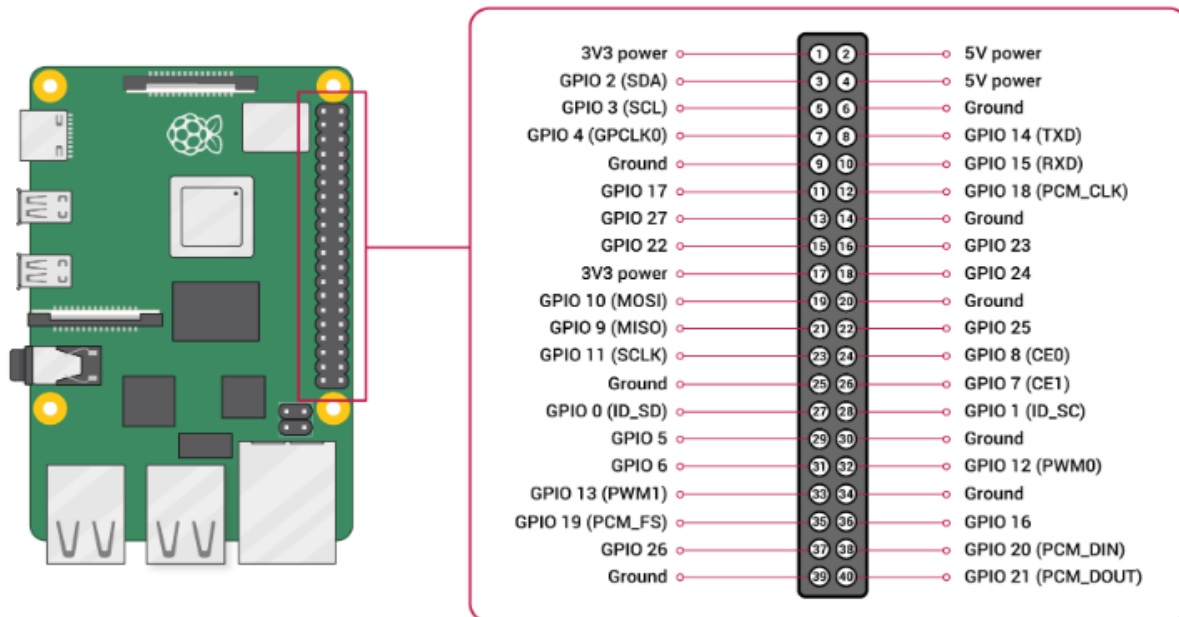 3V3 power 1 2 5V power
GPIO 2 (SDA) 3 4 5V power
GPIO 3 (SCL) 5 6 Ground
GPIO 4 (GPCLK0) 7 8 GPIO 14 (TXD)
Ground 9 10 GPIO 15 (RXD)
GPIO 17 11 12 GPIO 18 (PCM_CLK)
GPIO 27 13 14 Ground
GPIO 22 15 16 GPIO 23
3V3 power 17 18 GPIO 24
GPIO 10 (MOSI) 19 20 Ground
GPIO 9 (MISO) 21 22 GPIO 25
GPIO 11 (SCLK) 23 24 GPIO 8 (CE0)
Ground 25 26 GPIO 7 (CE1)
GPIO 0 (ID_SD) 27 28 GPIO 1 (ID_SC)
GPIO 5 29 30 Ground
GPIO 6 31 32 GPIO 12 (PWM0)
GPIO 13 (PWM1) 33 34 Ground
GPIO 19 (PCM_FS) 35 36 GPIO 16
GPIO 26 37 38 GPIO 20 (PCM_DIN)
Ground 39 40 GPIO 21 (PCM_DOUT)